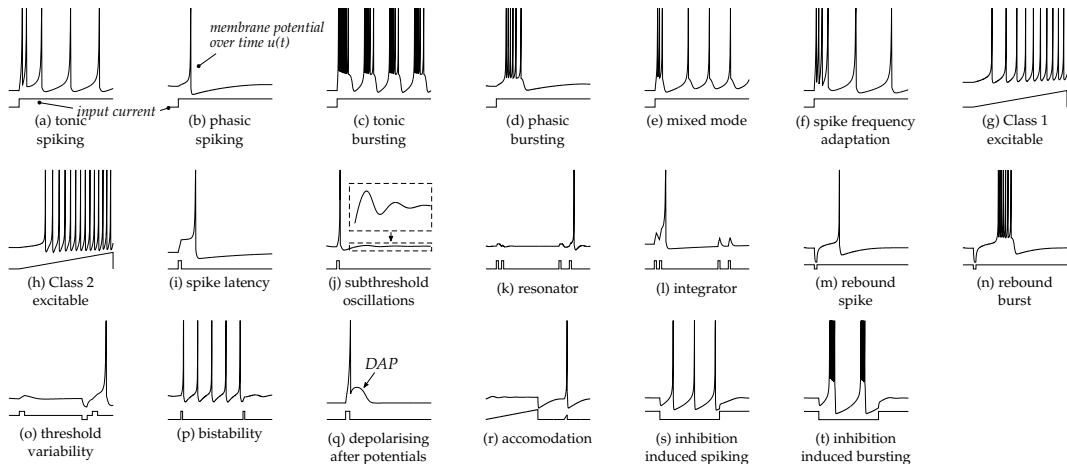 membrane potential
over time u(t)
input current
(a) tonic
spiking
(b) phasic
spiking
(c) tonic
bursting
(d) phasic
bursting
(e) mixed mode
(f) spike frequency
adaptation
(g) Class 1
excitable
(h) Class 2
excitable
(i) spike latency
(j) subthreshold
oscillations
(k) resonator
(l) integrator
(m) rebound
spike
(n) rebound
burst
DAP
(o) threshold
variability
(p) bistability
(q) depolarising
after potentials
(r) accomodation
(s) inhibition
induced spiking
(t) inhibition
induced bursting